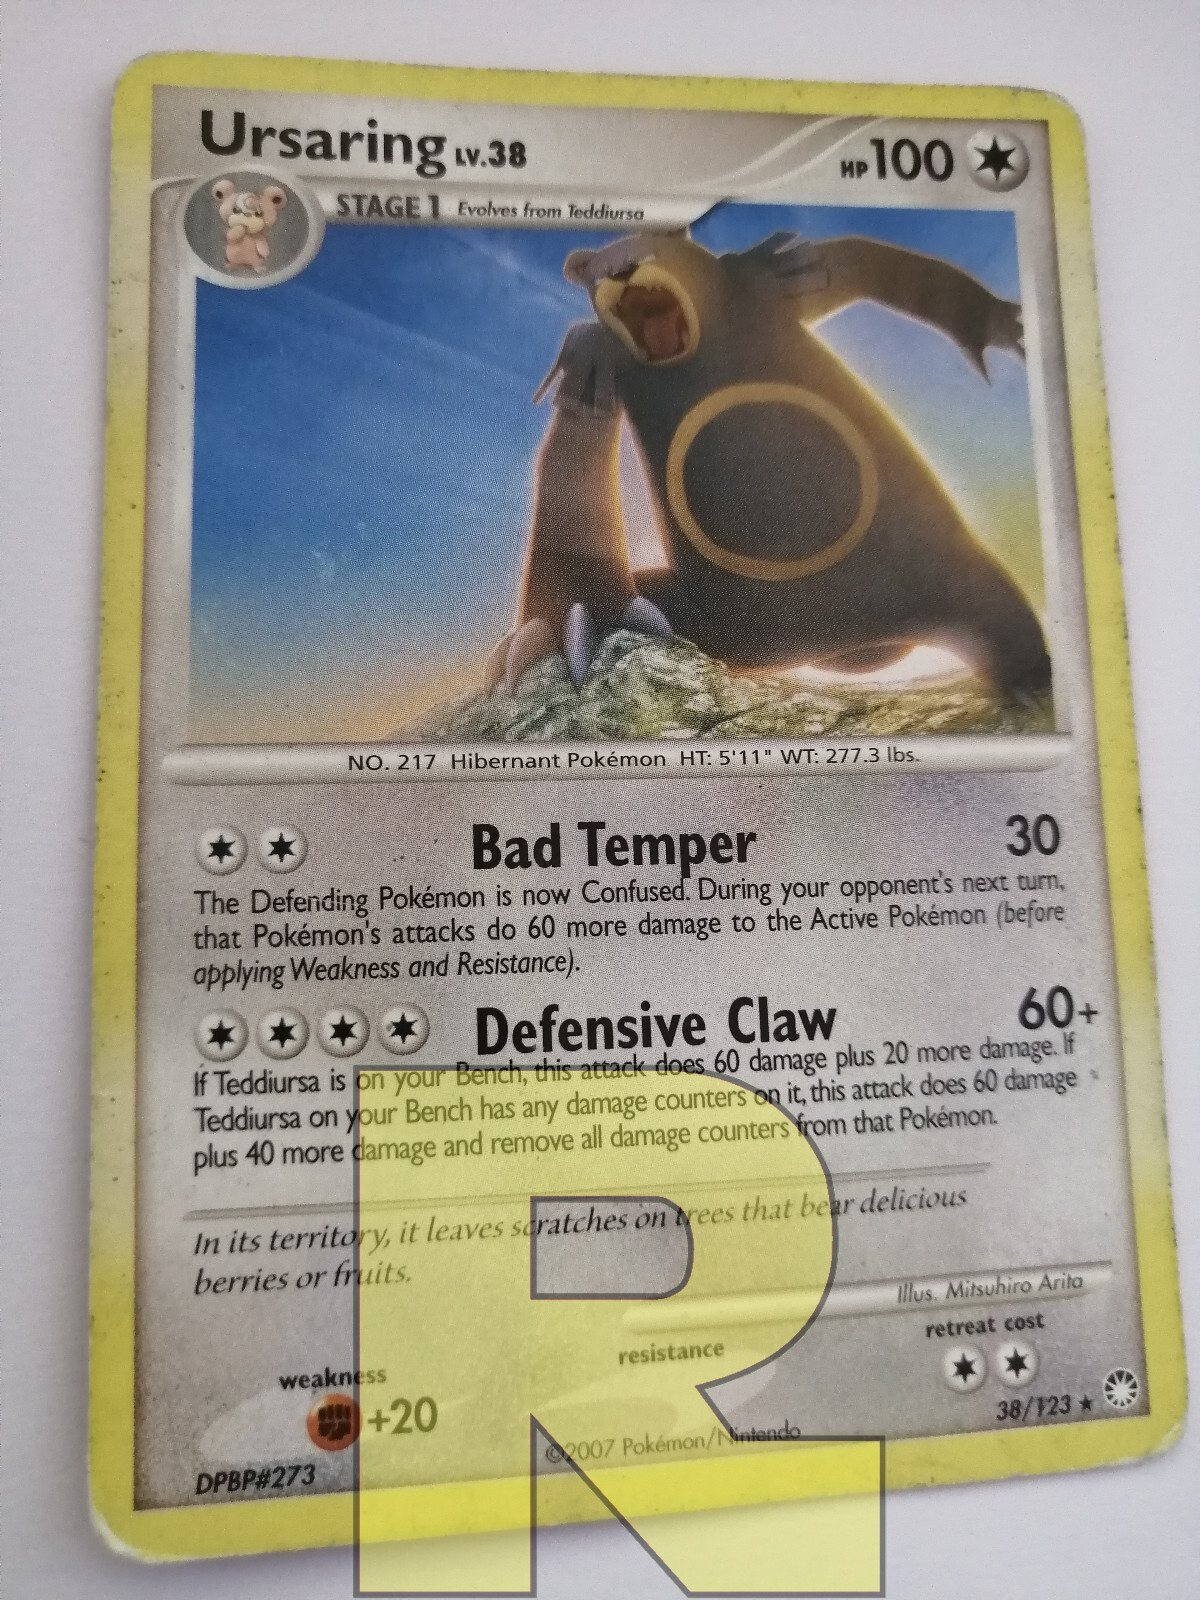 Ursaring LV.38 HP 100
STAGE 1 Evolves from Teddiursa
NO. 217 Hibernant Pokémon HT: 5'11" WT: 277.3 lbs.
Bad Temper 30
The Defending Pokémon is now Confused. During your opponent's next turn,
that Pokémon's attacks do 60 more damage to the Active Pokémon (before
applying Weakness and Resistance).
Defensive Claw 60+
If Teddiursa is on your Bench, this attack does 60 damage plus 20 more damage. If
Teddiursa on your Bench has any damage counters on it, this attack does 60 damage
plus 40 more damage and remove all damage counters from that Pokémon.
In its territory, it leaves scratches on trees that bear delicious
berries or fruits.
Illus. Mitsuhiro Arita
weakness resistance retreat cost
+20
38/123 ★
DPBP#273 ©2007 Pokémon/Nintendo
R